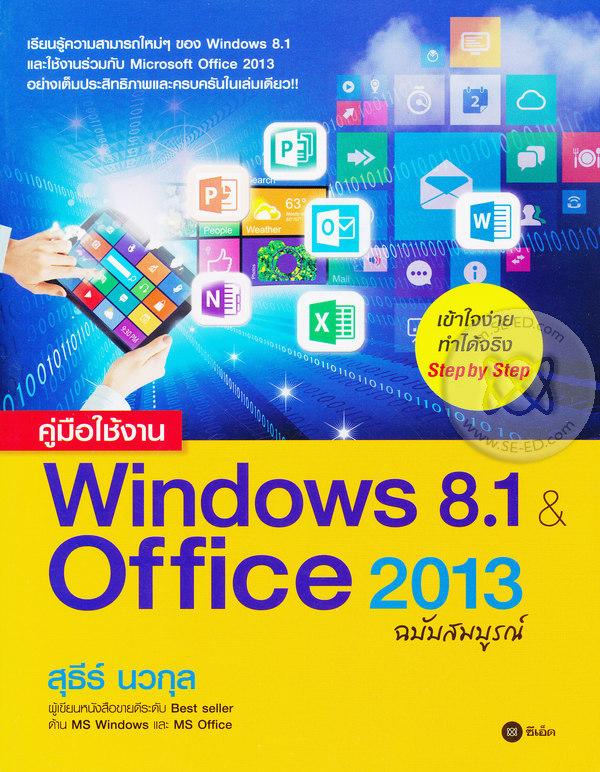 เรียนรู้ความสามารถใหม่ๆ ของ Windows 8.1
และใช้งานร่วมกับ Microsoft Office 2013
อย่างเต็มประสิทธิภาพและครบครันในเล่มเดียว!!
2
Search
P
P
63°
People
Weather
O
W
Mail
N
X
9:30 PM
เข้าใจง่าย
ทำได้จริง
Step by Step
WWW.SE-ED.com
คู่มือใช้งาน
Windows 8.1 &
Office 2013
ฉบับสมบูรณ์
สุธีร์ นวกุล
ผู้เขียนหนังสือขายดีระดับ Best seller
ด้าน MS Windows และ MS Office
ซีเอ็ด